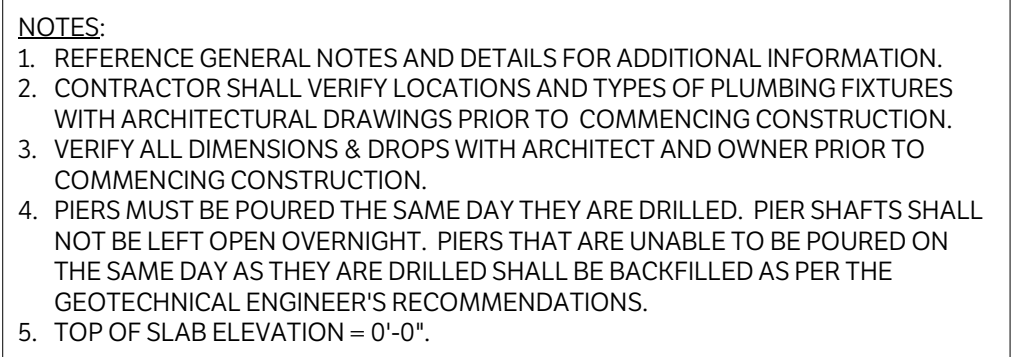 NOTES:
1. REFERENCE GENERAL NOTES AND DETAILS FOR ADDITIONAL INFORMATION.
2. CONTRACTOR SHALL VERIFY LOCATIONS AND TYPES OF PLUMBING FIXTURES
WITH ARCHITECTURAL DRAWINGS PRIOR TO COMMENCING CONSTRUCTION.
3. VERIFY ALL DIMENSIONS & DROPS WITH ARCHITECT AND OWNER PRIOR TO
COMMENCING CONSTRUCTION.
4. PIERS MUST BE POURED THE SAME DAY THEY ARE DRILLED. PIER SHAFTS SHALL
NOT BE LEFT OPEN OVERNIGHT. PIERS THAT ARE UNABLE TO BE POURED ON
THE SAME DAY AS THEY ARE DRILLED SHALL BE BACKFILLED AS PER THE
GEOTECHNICAL ENGINEER'S RECOMMENDATIONS.
5. TOP OF SLAB ELEVATION = 0'-0".